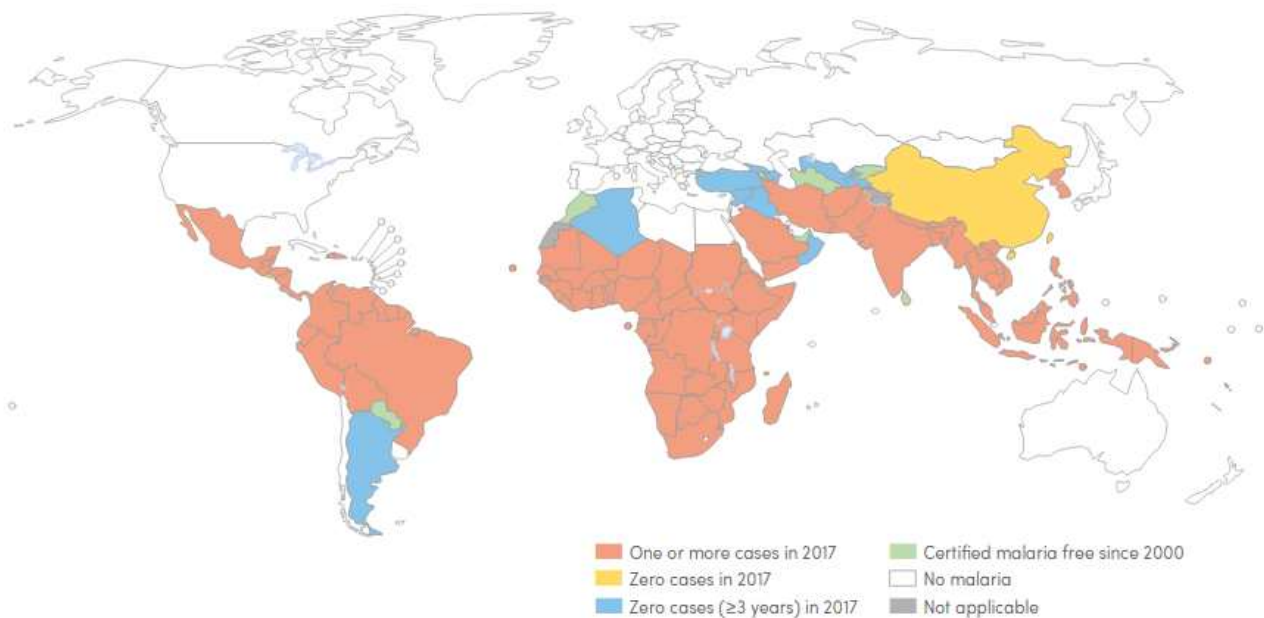 One or more cases in 2017
Zero cases in 2017
Zero cases (≥3 years) in 2017
Certified malaria free since 2000
No malaria
Not applicable